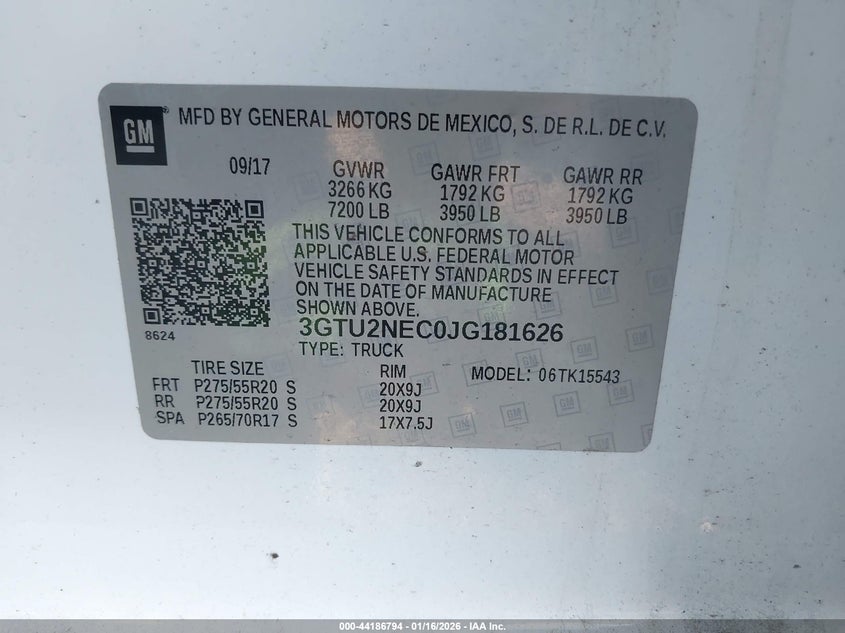 GM
MFD BY GENERAL MOTORS DE MEXICO, S. DE R.L. DE C.V.
09/17 GVWR GAWR FRT GAWR RR
3266 KG 1792 KG 1792 KG
7200 LB 3950 LB 3950 LB
THIS VEHICLE CONFORMS TO ALL
APPLICABLE U.S. FEDERAL MOTOR
VEHICLE SAFETY STANDARDS IN EFFECT
ON THE DATE OF MANUFACTURE
SHOWN ABOVE.
8624
3GTU2NEC0JG181626
TYPE: TRUCK
TIRE SIZE RIM MODEL: 06TK15543
FRT P275/55R20 S 20X9J
RR P275/55R20 S 20X9J
SPA P265/70R17 S 17X7.5J
000-44186794 - 01/16/2026 - IAA Inc.